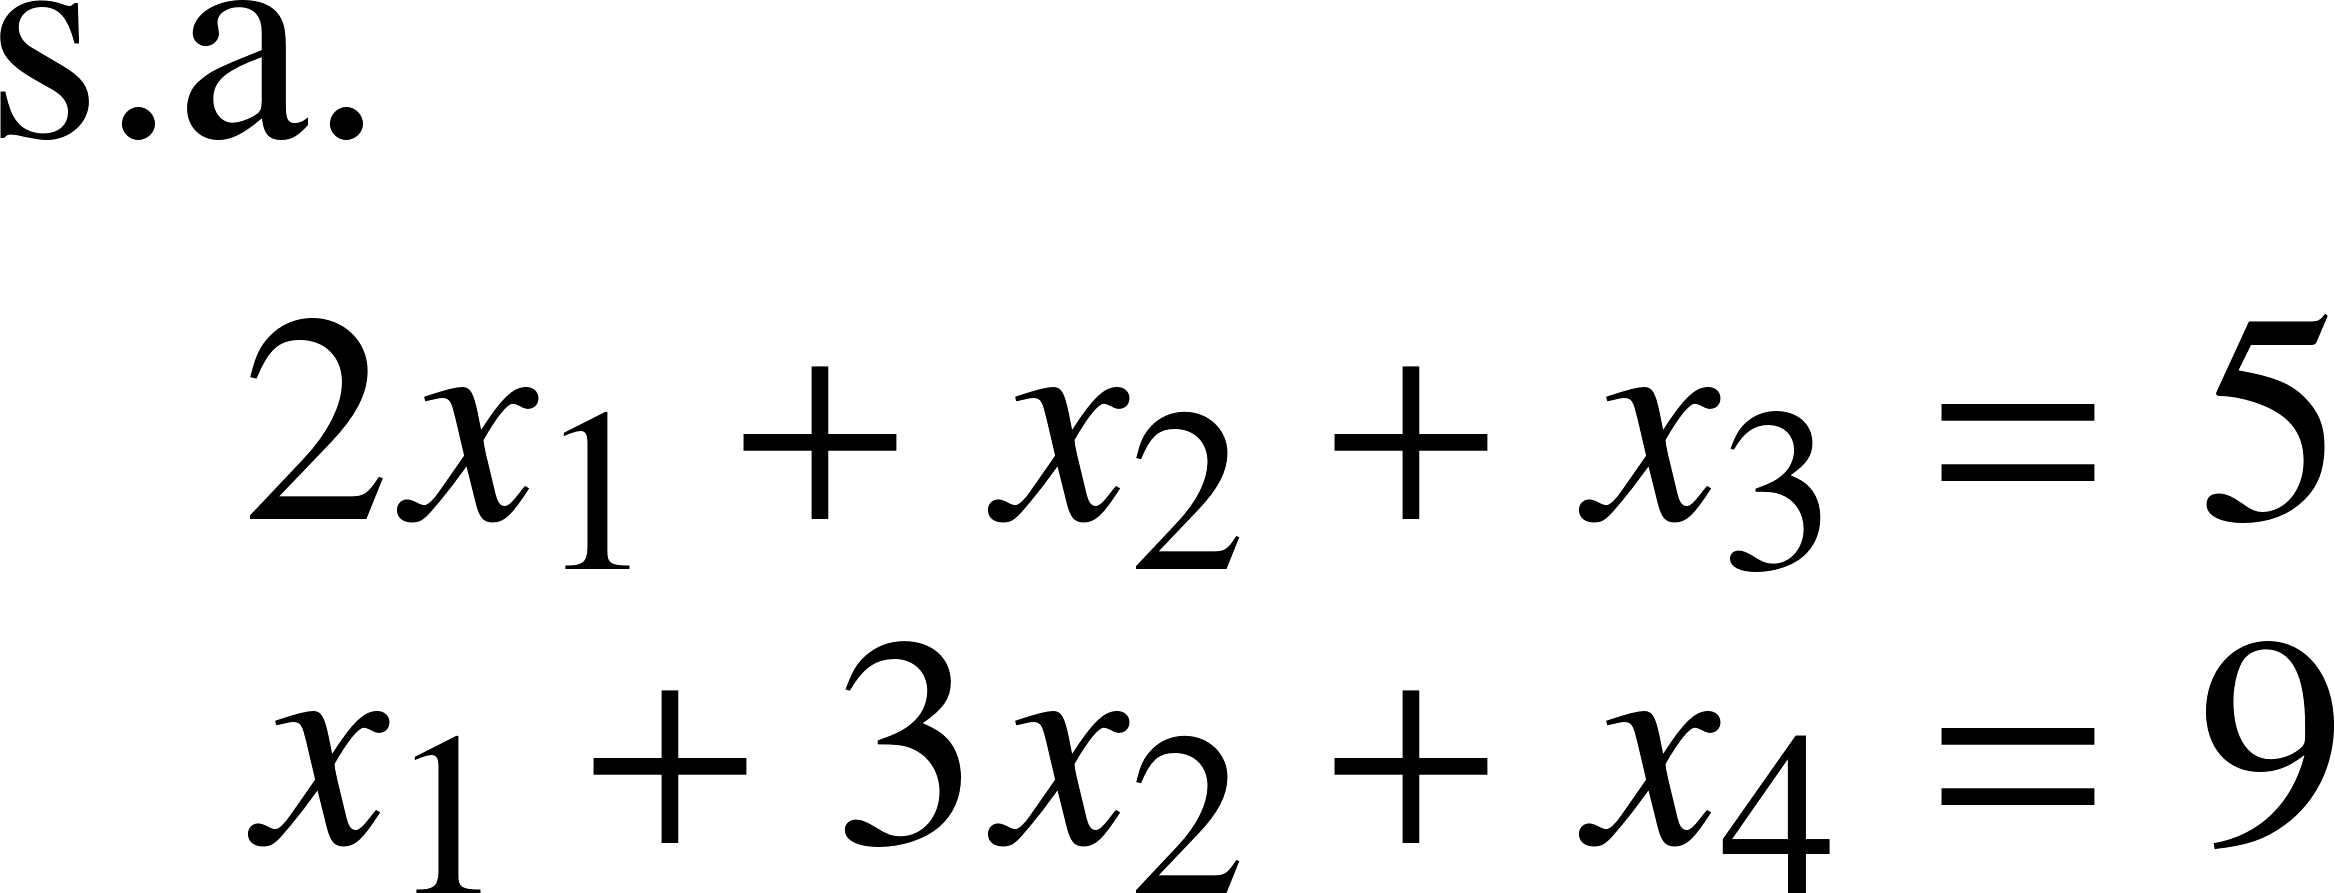 s.a.
2x₁ + x₂ + x₃ = 5
x₁ + 3x₂ + x₄ = 9